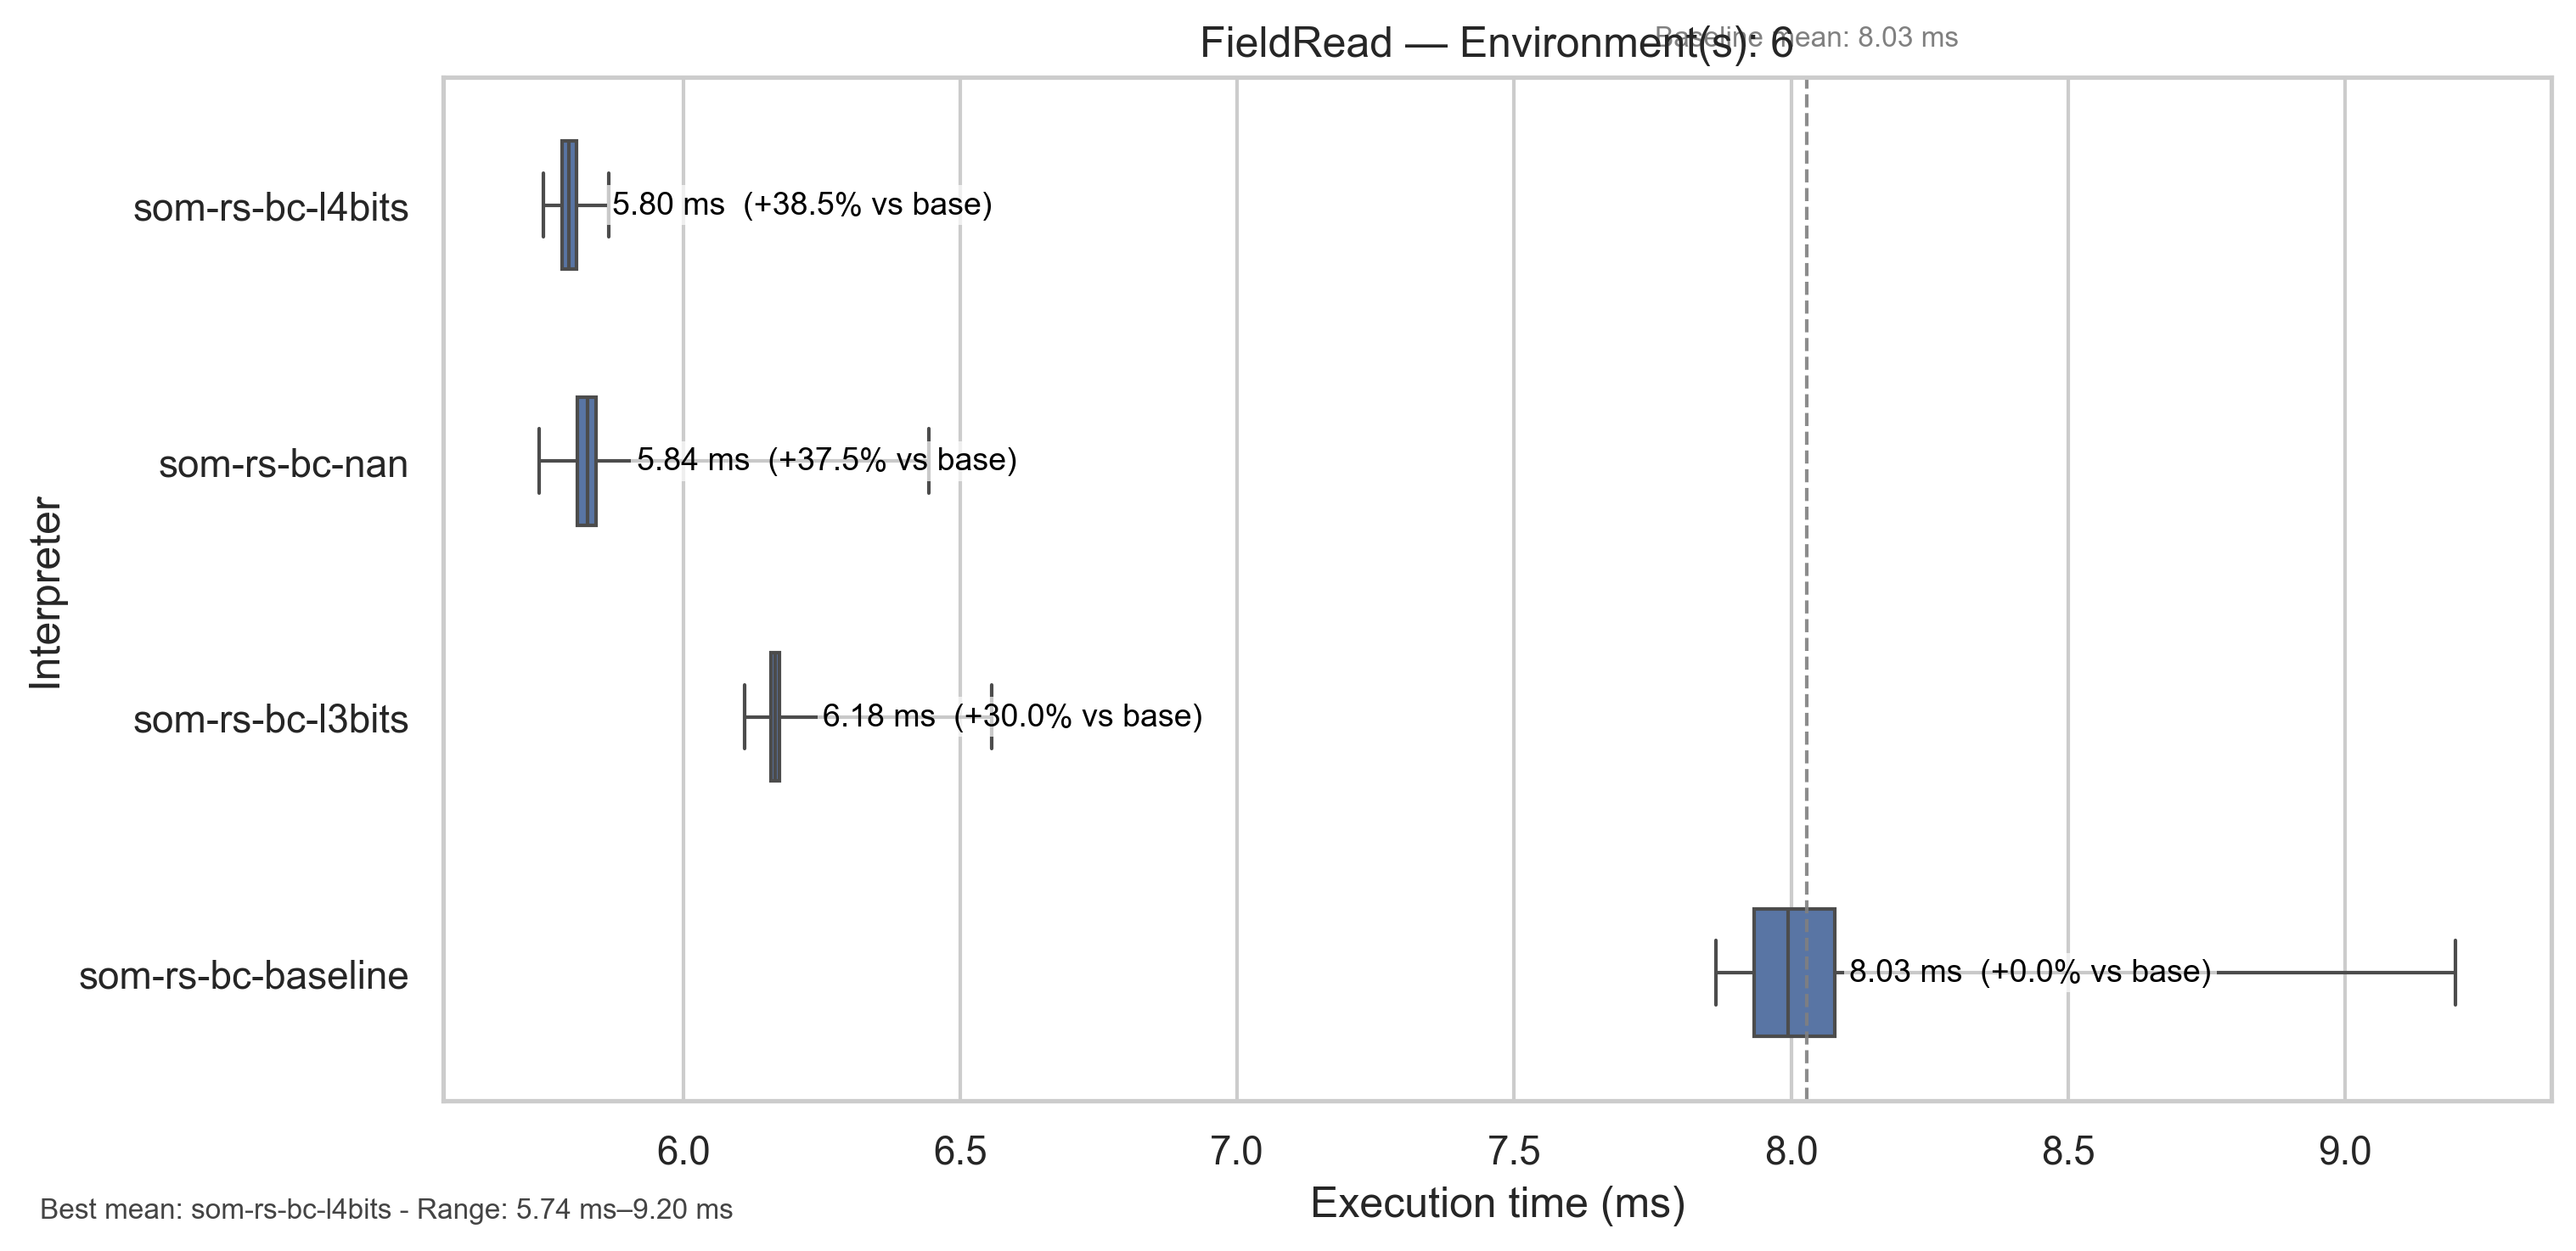 FieldRead — Environment(s): 6
Baseline mean: 8.03 ms
Interpreter
som-rs-bc-l4bits
5.80 ms (+38.5% vs base)
som-rs-bc-nan
5.84 ms (+37.5% vs base)
som-rs-bc-l3bits
6.18 ms (+30.0% vs base)
som-rs-bc-baseline
8.03 ms (+0.0% vs base)
6.0 6.5 7.0 7.5 8.0 8.5 9.0
Execution time (ms)
Best mean: som-rs-bc-l4bits - Range: 5.74 ms–9.20 ms